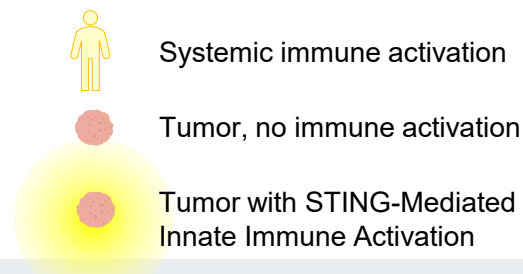 Systemic immune activation
Tumor, no immune activation
Tumor with STING-Mediated
Innate Immune Activation